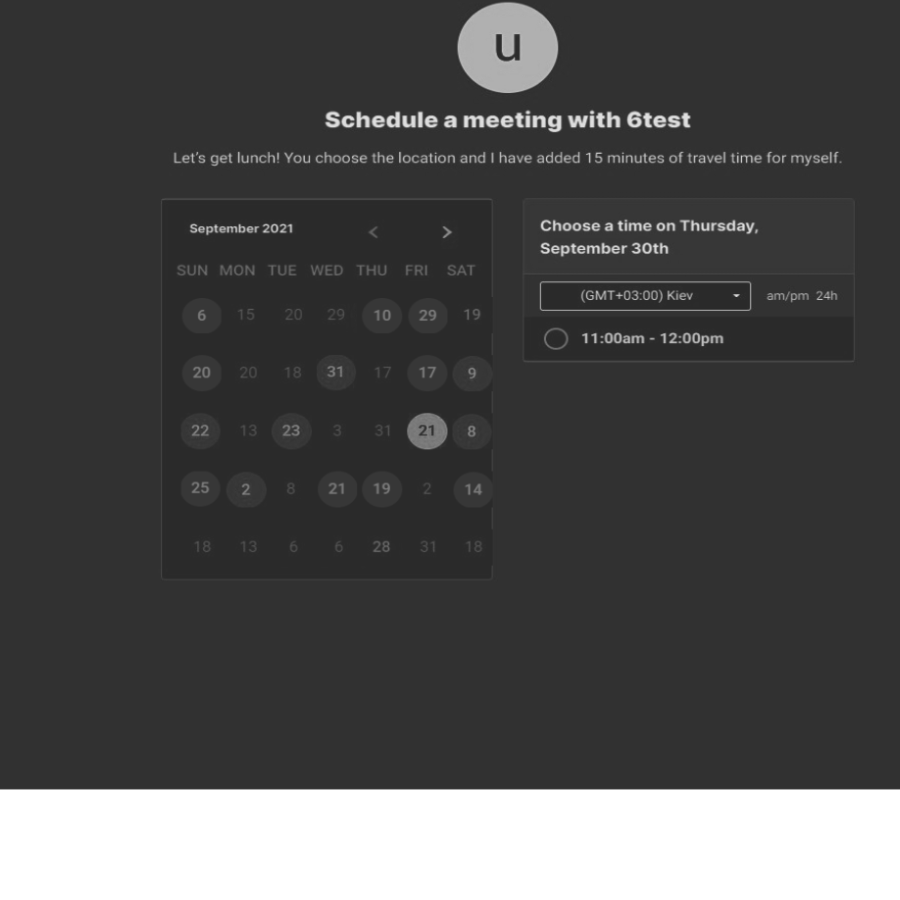 u
Schedule a meeting with 6test
Let's get lunch! You choose the location and I have added 15 minutes of travel time for myself.
September 2021 < >
SUN MON TUE WED THU FRI SAT
6 15 20 29 10 29 19
20 20 18 31 17 17 9
22 13 23 3 31 21 8
25 2 8 21 19 2 14
18 13 6 6 28 31 18
Choose a time on Thursday,
September 30th
(GMT+03:00) Kiev am/pm 24h
11:00am - 12:00pm